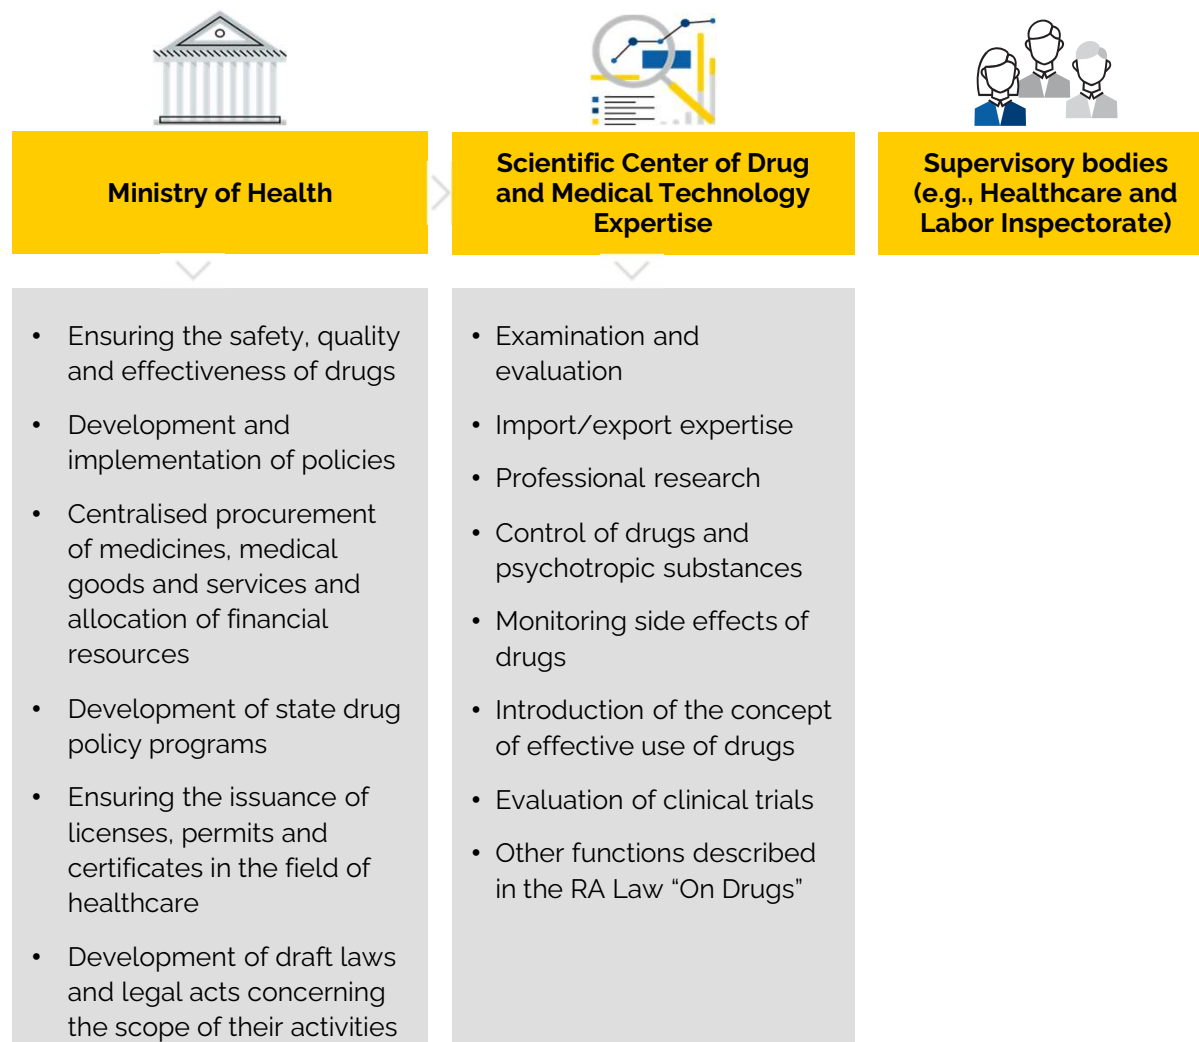 Ministry of Health
Scientific Center of Drug
and Medical Technology
Expertise
Supervisory bodies
(e.g., Healthcare and
Labor Inspectorate)
• Ensuring the safety, quality
and effectiveness of drugs
• Development and
implementation of policies
• Centralised procurement
of medicines, medical
goods and services and
allocation of financial
resources
• Development of state drug
policy programs
• Ensuring the issuance of
licenses, permits and
certificates in the field of
healthcare
• Development of draft laws
and legal acts concerning
the scope of their activities
• Examination and
evaluation
• Import/export expertise
• Professional research
• Control of drugs and
psychotropic substances
• Monitoring side effects of
drugs
• Introduction of the concept
of effective use of drugs
• Evaluation of clinical trials
• Other functions described
in the RA Law “On Drugs”